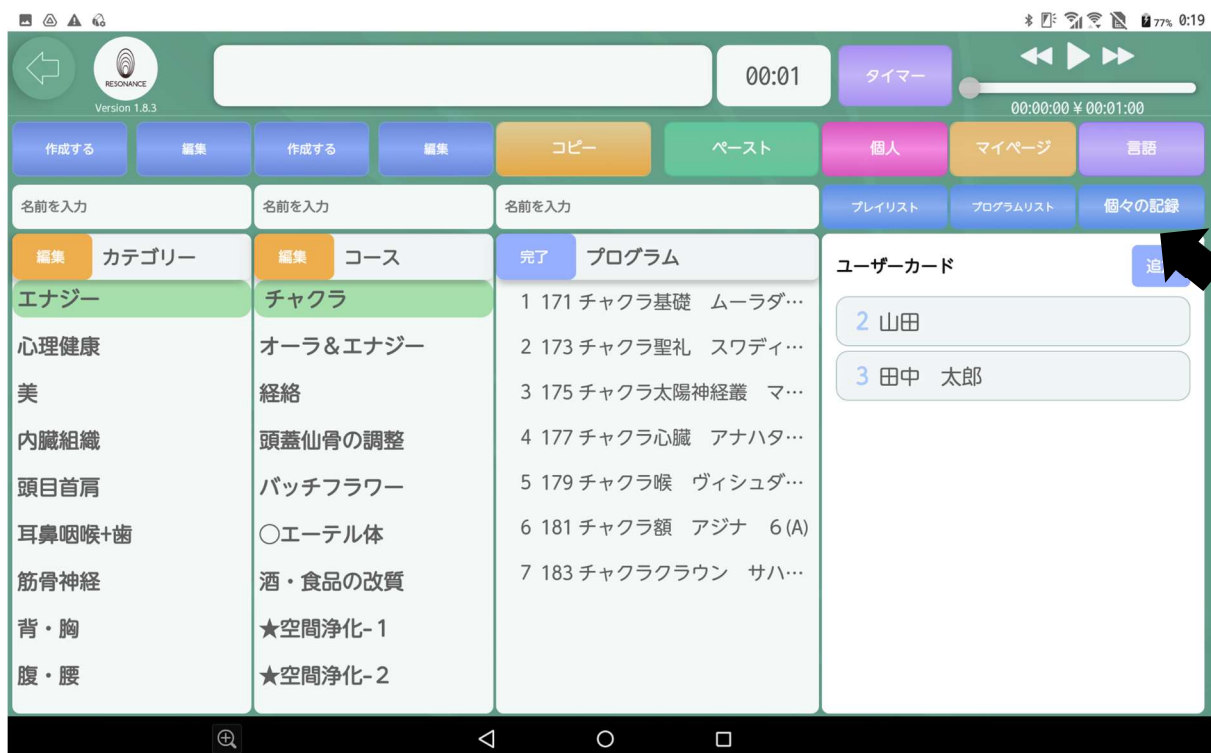 77% 0:19
RESONANCE
Version 1.8.3
00:01
タイマー
00:00:00 ¥ 00:01:00
作成する 編集 作成する 編集 コピー ペースト 個人 マイページ 言語
名前を入力 名前を入力 名前を入力 プレイリスト プログラムリスト 個々の記録
編集 カテゴリー
エナジー
心理健康
美
内臓組織
頭目首肩
耳鼻咽喉+歯
筋骨神経
背・胸
腹・腰
編集 コース
チャクラ
オーラ&エナジー
経絡
頭蓋仙骨の調整
バッチフラワー
○エーテル体
酒・食品の改質
★空間浄化-1
★空間浄化-2
完了 プログラム
1 171 チャクラ基礎 ムーラダ…
2 173 チャクラ聖礼 スワディ…
3 175 チャクラ太陽神経叢 マ…
4 177 チャクラ心臓 アナハタ…
5 179 チャクラ喉 ヴィシュダ…
6 181 チャクラ額 アジナ 6(A)
7 183 チャクラクラウン サハ…
ユーザーカード
2 山田
3 田中 太郎